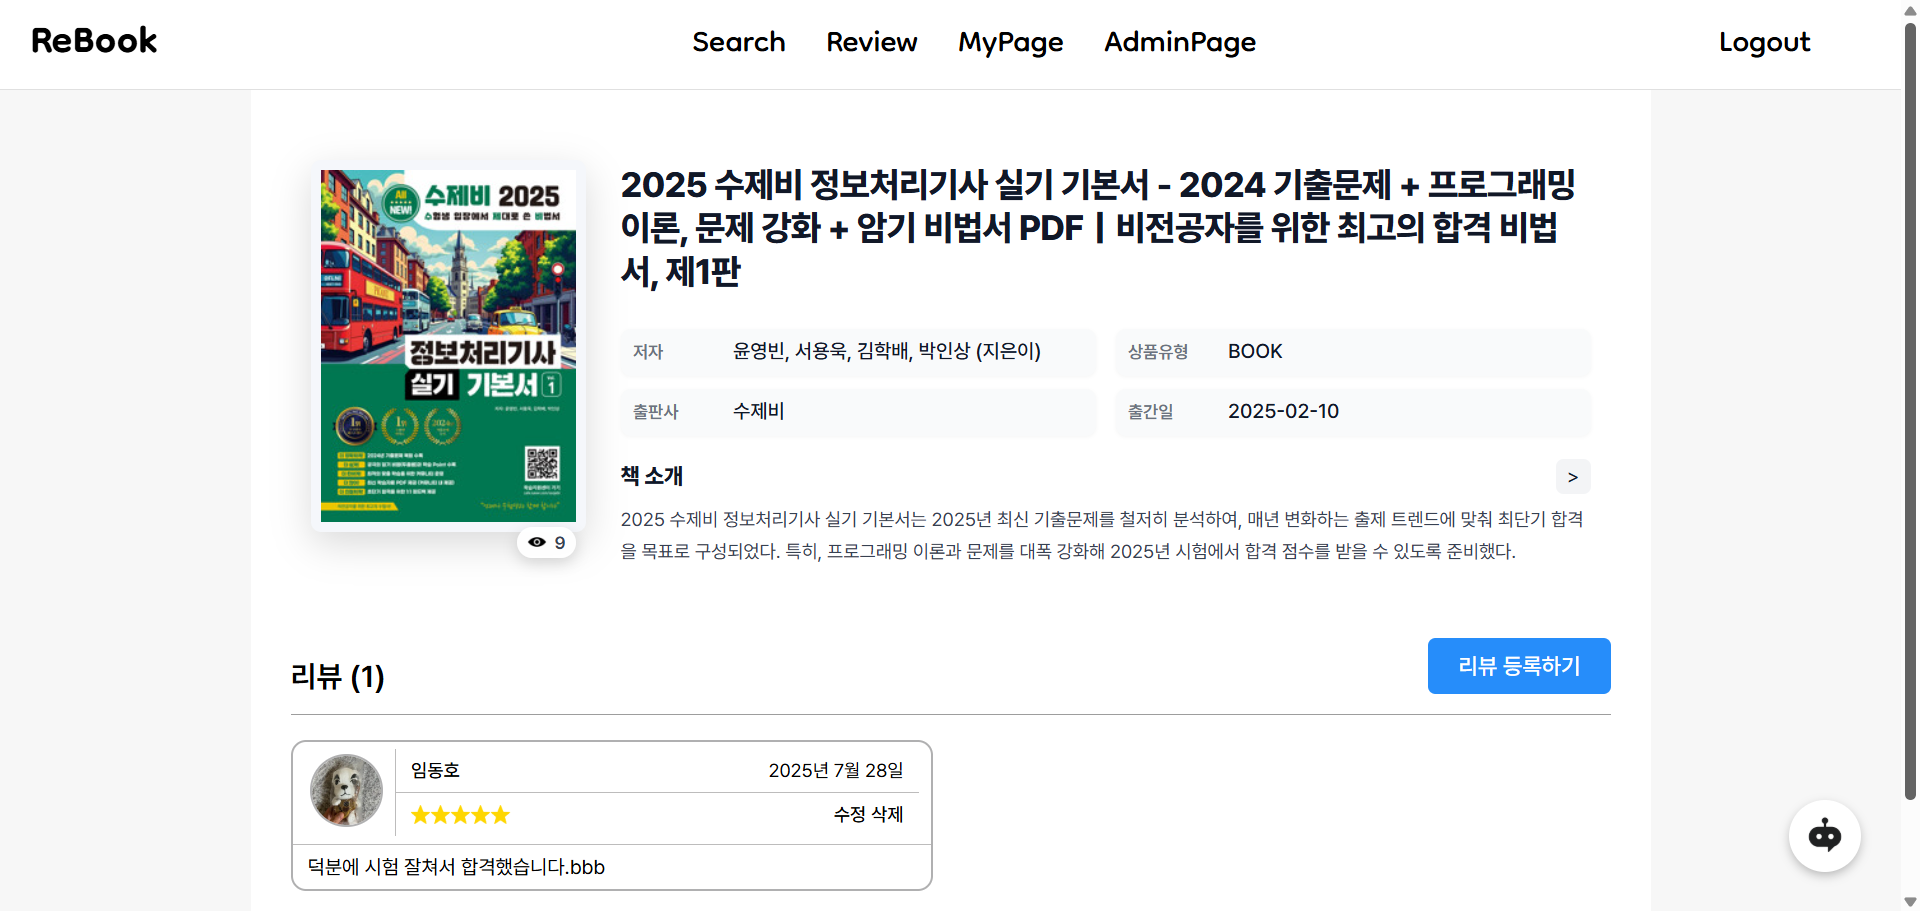 ReBook
Search Review MyPage AdminPage
Logout
All NEW!
수제비 2025
수험생 입장에서 제대로 쓴 비법서
정보처리기사
실기 기본서 Vol. 1
9
2025 수제비 정보처리기사 실기 기본서 - 2024 기출문제 + 프로그래밍
이론, 문제 강화 + 암기 비법서 PDF | 비전공자를 위한 최고의 합격 비법
서, 제1판
저자 윤영빈, 서용욱, 김학배, 박인상 (지은이)
상품유형 BOOK
출판사 수제비
출간일 2025-02-10
책 소개
>
2025 수제비 정보처리기사 실기 기본서는 2025년 최신 기출문제를 철저히 분석하여, 매년 변화하는 출제 트렌드에 맞춰 최단기 합격
을 목표로 구성되었다. 특히, 프로그래밍 이론과 문제를 대폭 강화해 2025년 시험에서 합격 점수를 받을 수 있도록 준비했다.
리뷰 (1)
리뷰 등록하기
임동호
2025년 7월 28일
수정 삭제
덕분에 시험 잘쳐서 합격했습니다.bbb